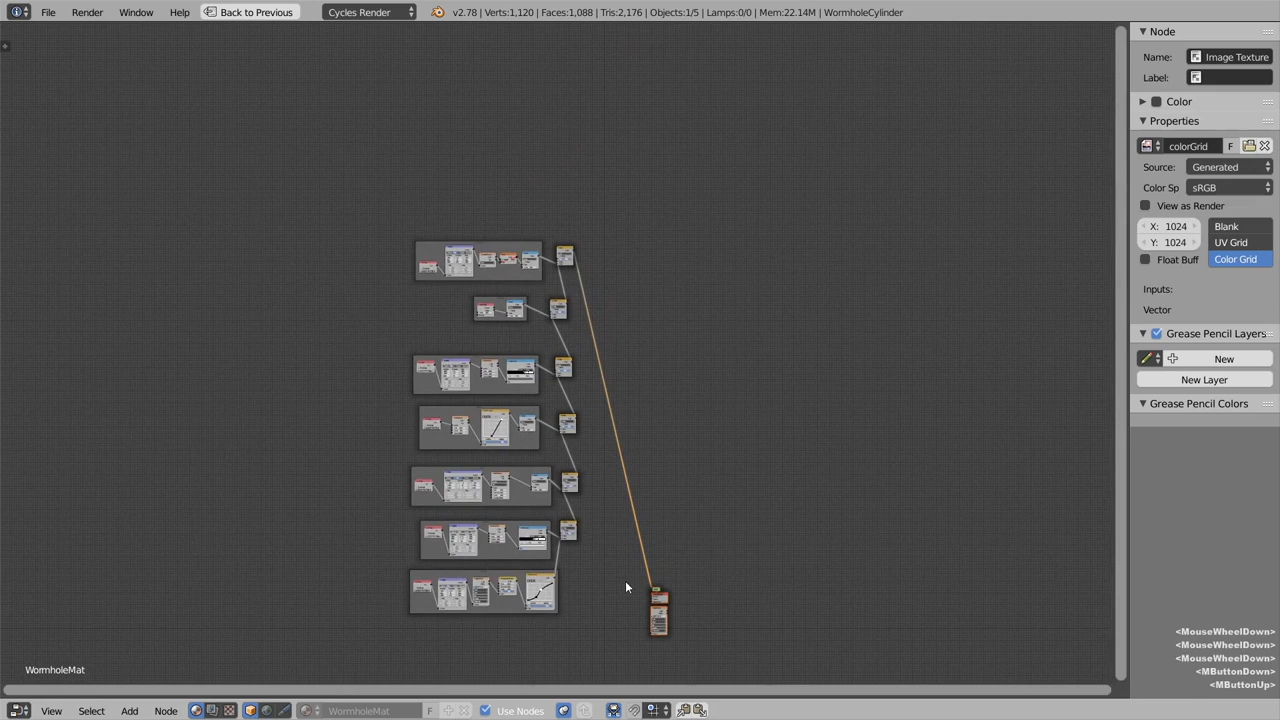 File Render Window Help Back to Previous Cycles Render v2.78 | Verts:1,120 | Faces:1,088 | Tris:2,176 | Objects:1/5 | Lamps:0/0 | Mem:22.14M | WormholeCylinder
Node
Name: Image Texture
Label:
Color
Properties
colorGrid F
Source: Generated
Color Sp sRGB
View as Render
X: 1024 Blank
Y: 1024 UV Grid
Float Buff Color Grid
Inputs:
Vector
Grease Pencil Layers
New
New Layer
Grease Pencil Colors
<MouseWheelDown>
<MouseWheelDown>
<MouseWheelDown>
<MButtonDown>
<MButtonUp>
WormholeMat
View Select Add Node WormholeMat F Use Nodes